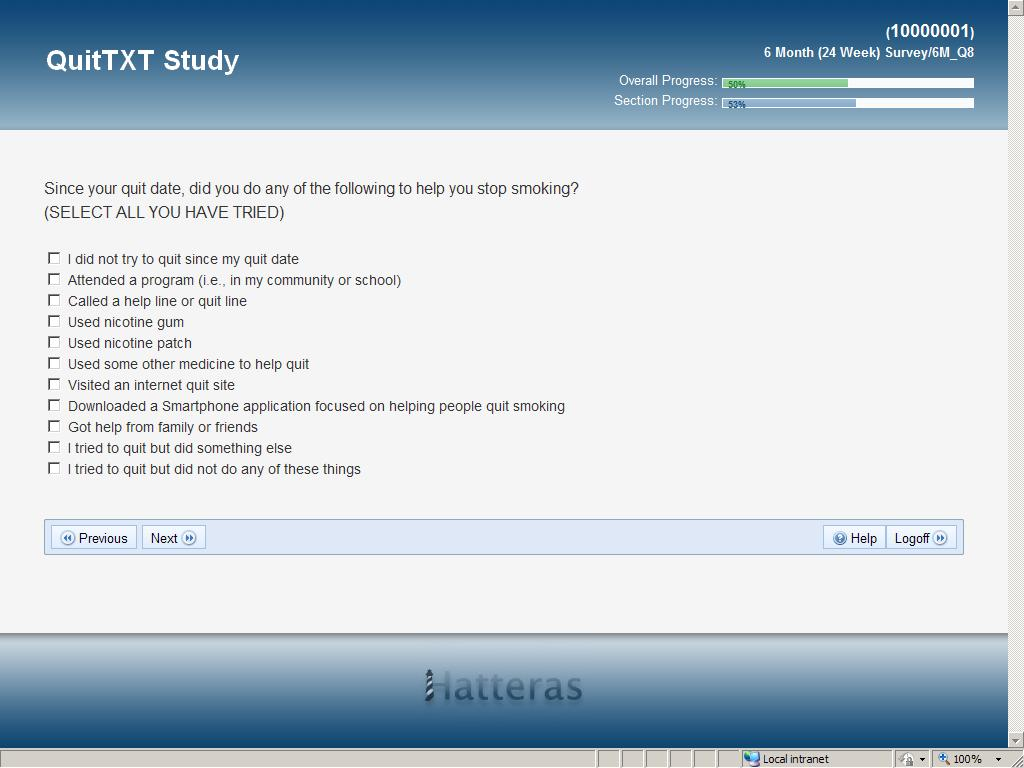 QuitTXT Study
(10000001)
6 Month (24 Week) Survey/6M_Q8
Overall Progress: 50%
Section Progress: 53%
Since your quit date, did you do any of the following to help you stop smoking?
(SELECT ALL YOU HAVE TRIED)
I did not try to quit since my quit date
Attended a program (i.e., in my community or school)
Called a help line or quit line
Used nicotine gum
Used nicotine patch
Used some other medicine to help quit
Visited an internet quit site
Downloaded a Smartphone application focused on helping people quit smoking
Got help from family or friends
I tried to quit but did something else
I tried to quit but did not do any of these things
Previous Next Help Logoff
Hatteras
Local intranet 100%